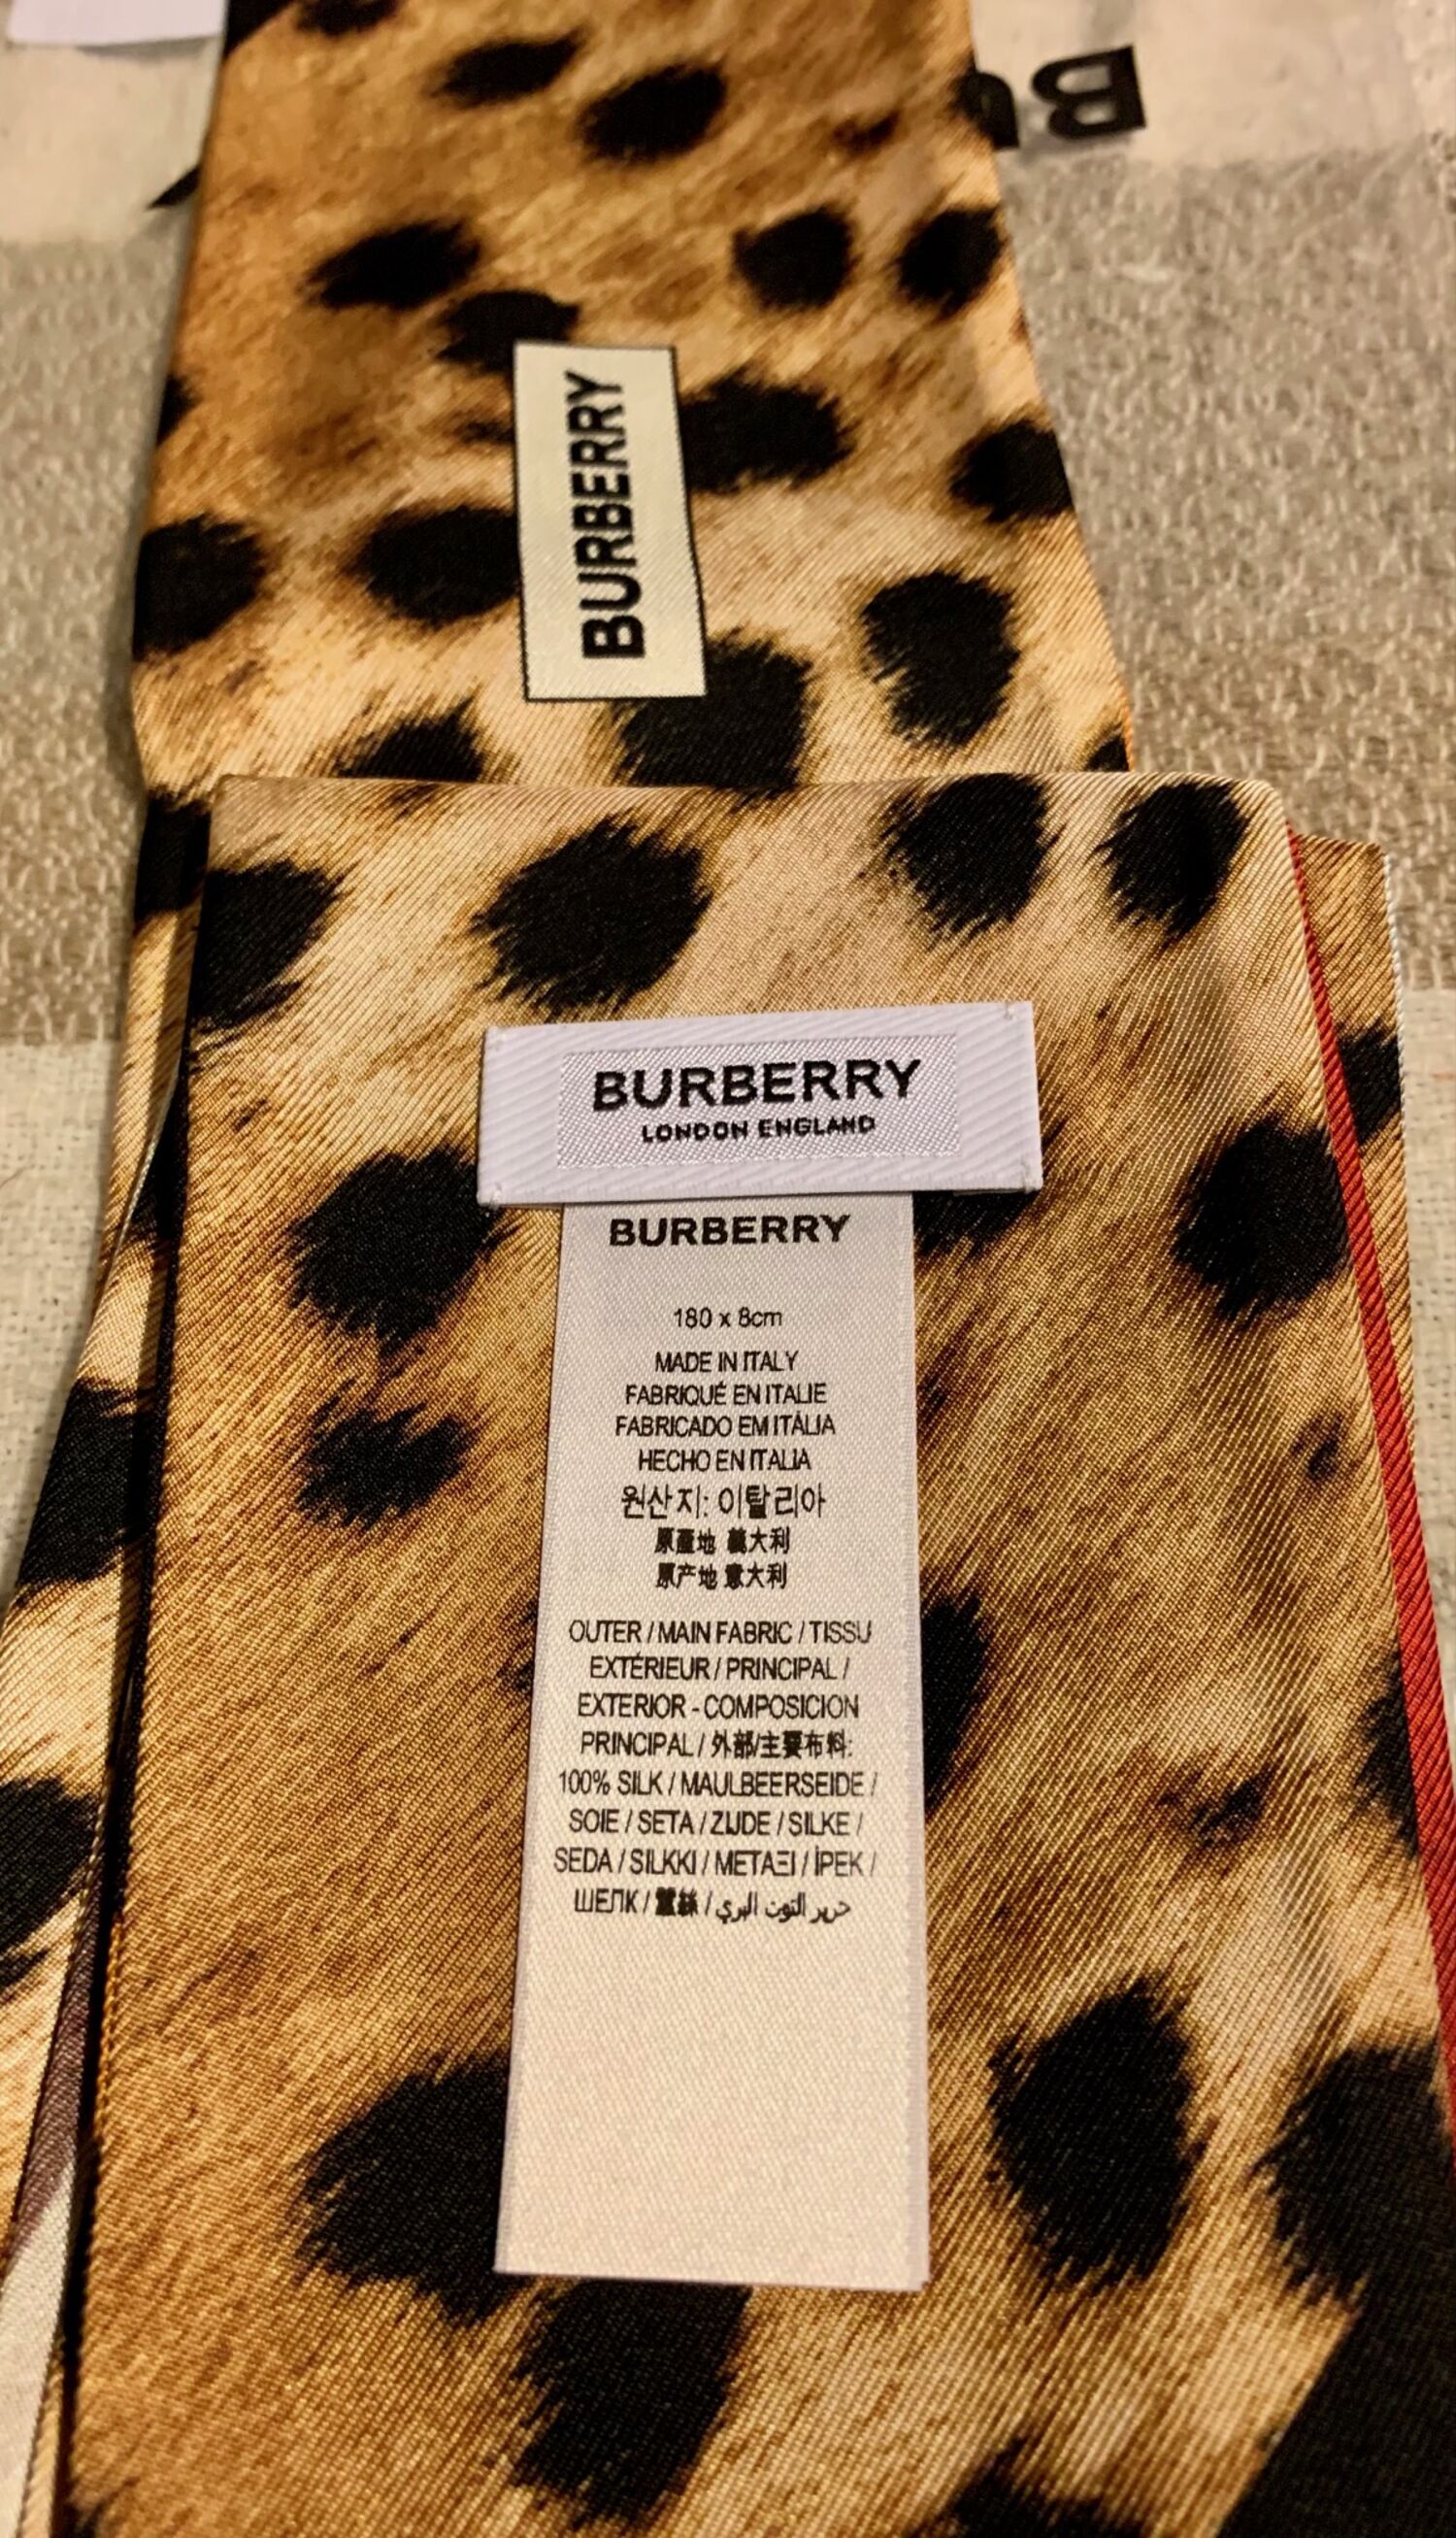 BU
BURBERRY
BURBERRY
LONDON ENGLAND
BURBERRY
180 x 8cm
MADE IN ITALY
FABRIQUÉ EN ITALIE
FABRICADO EM ITÁLIA
HECHO EN ITALIA
원산지: 이탈리아
原產地 義大利
原产地 意大利
OUTER / MAIN FABRIC / TISSU
EXTÉRIEUR / PRINCIPAL /
EXTERIOR - COMPOSICION
PRINCIPAL / 外部/主要布料:
100% SILK / MAULBEERSEIDE /
SOIE / SETA / ZIJDE / SILKE /
SEDA / SILKKI / ΜΕΤΑΞΙ / İPEK /
ШЕЛК / 蠶絲 / حرير التوت البري